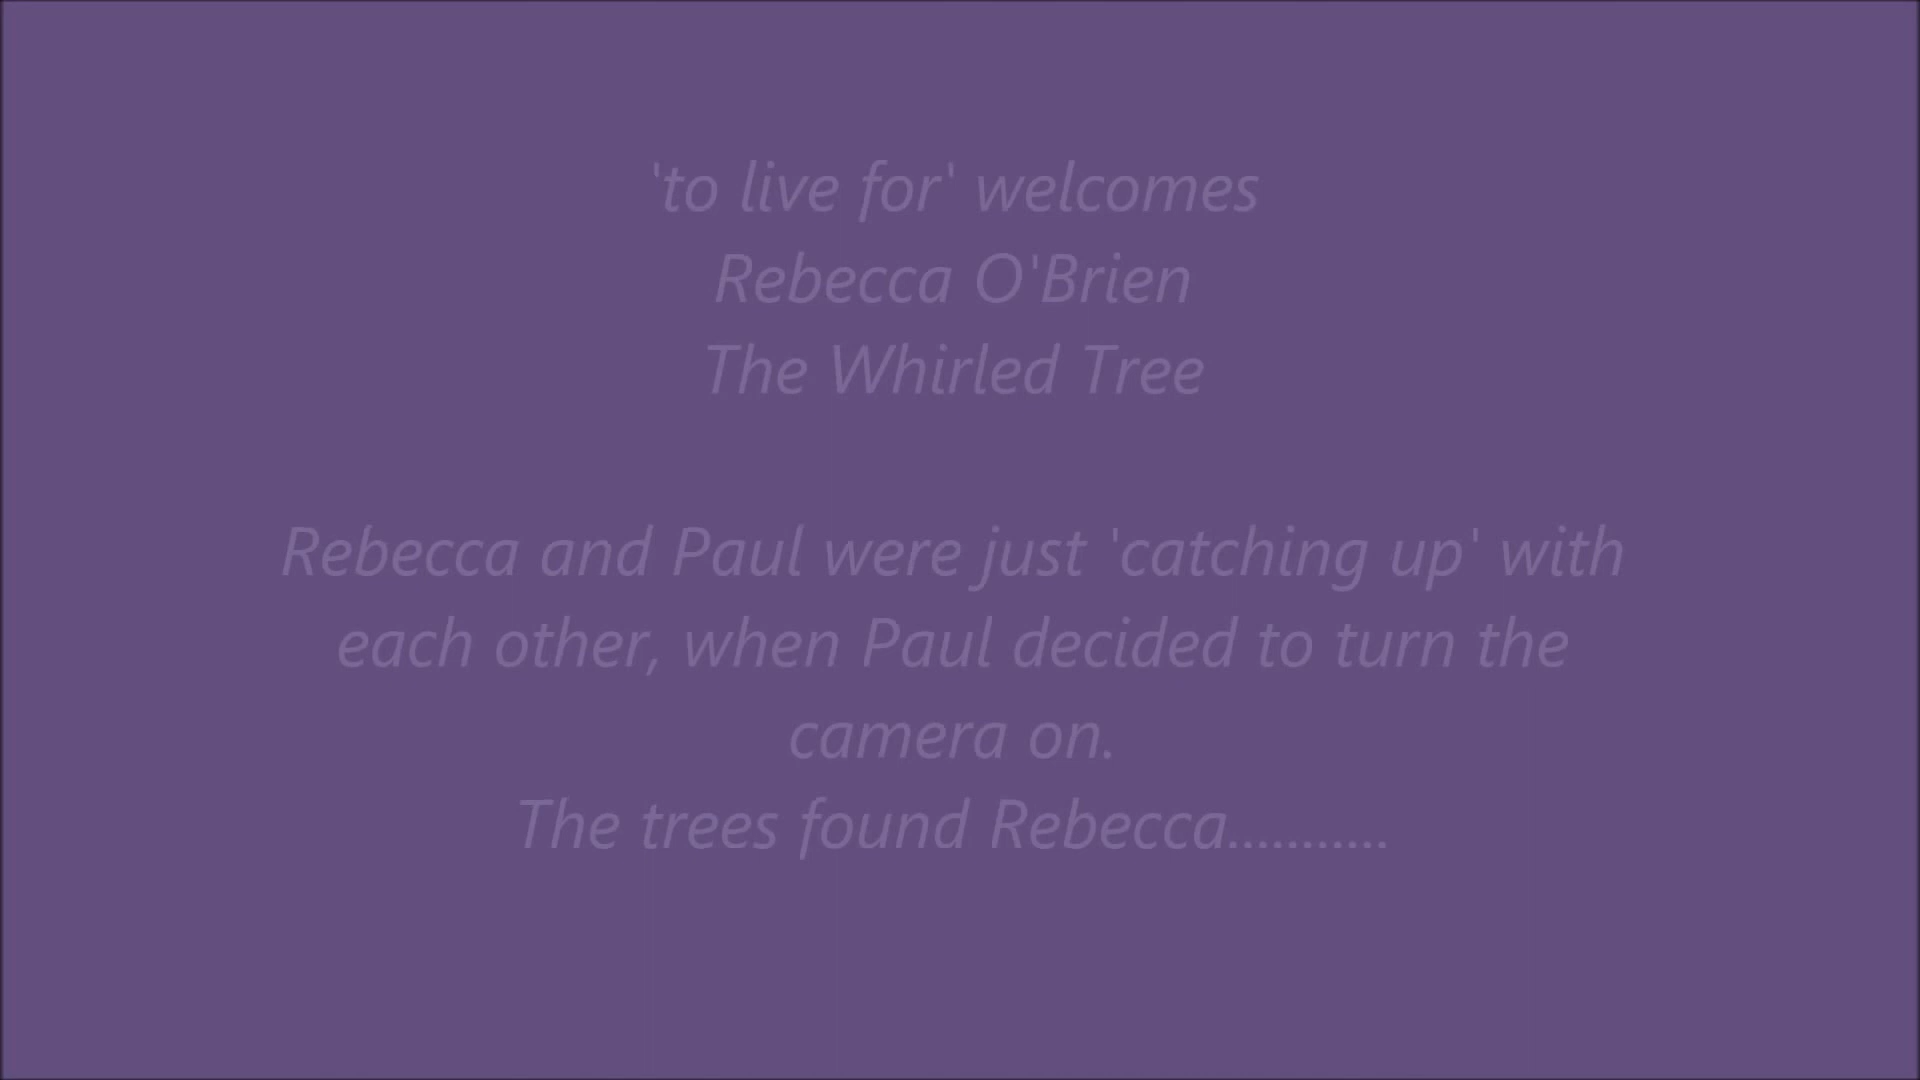 'to live for' welcomes
Rebecca O'Brien
The Whirled Tree
Rebecca and Paul were just 'catching up' with
each other, when Paul decided to turn the
camera on.
The trees found Rebecca...........